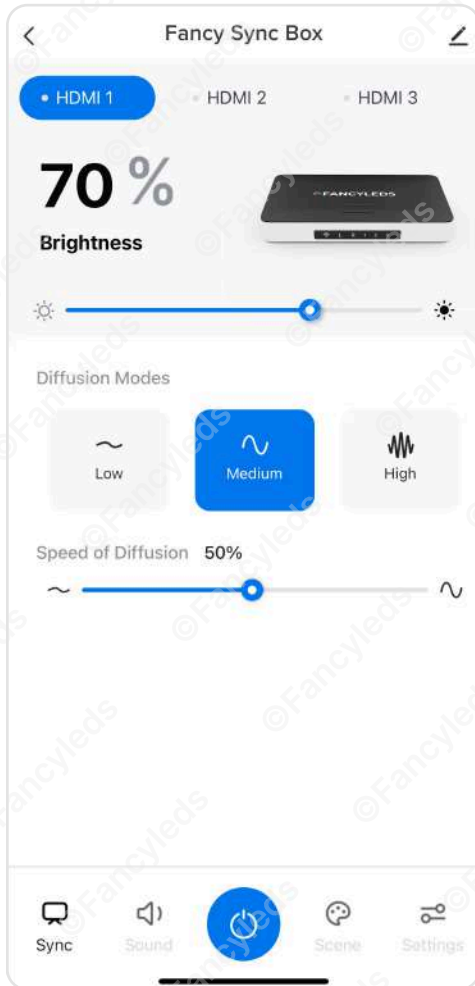 Fancy Sync Box
HDMI 1
HDMI 2
HDMI 3
70 %
FANCYLEDS
Brightness
Diffusion Modes
Low
Medium
High
Speed of Diffusion 50%
Sync
Sound
Scene
Settings
©Fancyleds